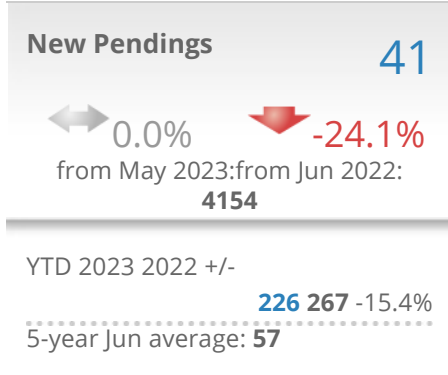 New Pendings
41
0.0% -24.1%
from May 2023:from Jun 2022:
4154
YTD 2023 2022 +/-
226 267 -15.4%
5-year Jun average: 57